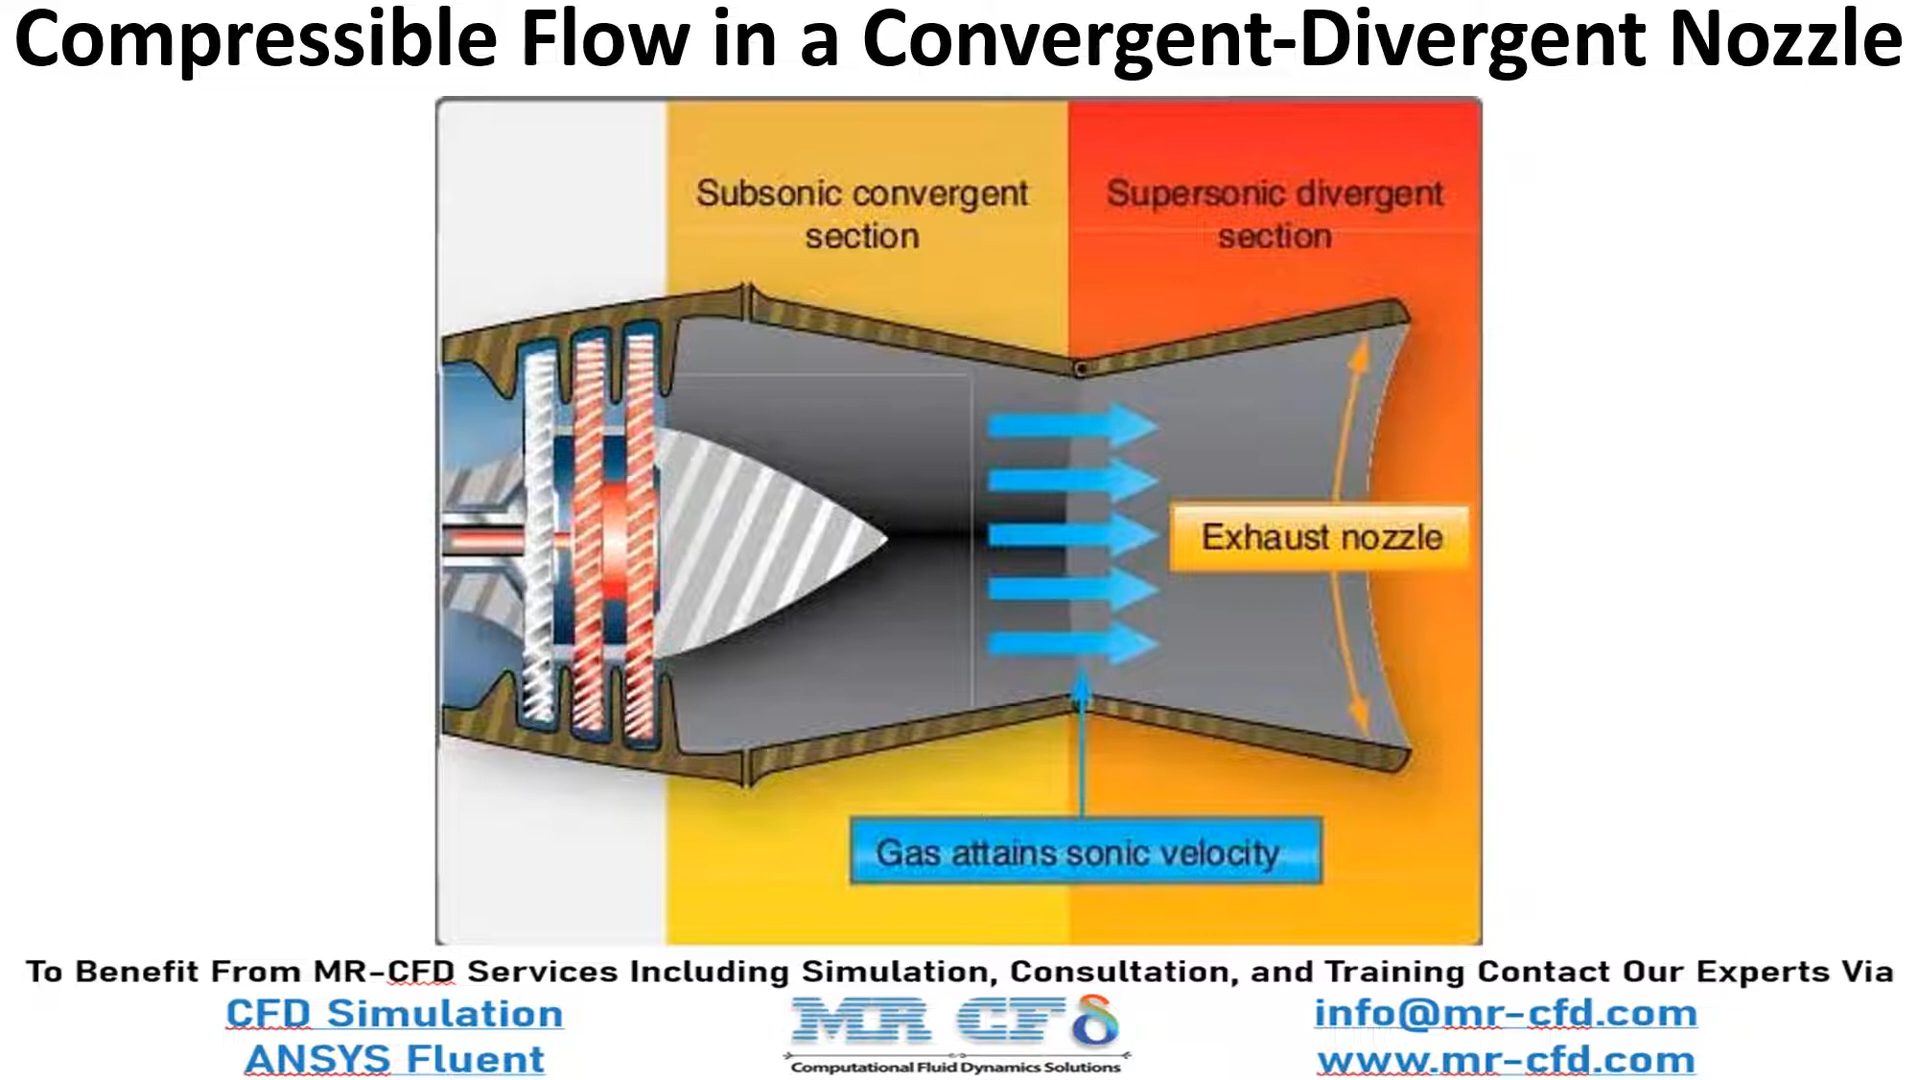 Compressible Flow in a Convergent-Divergent Nozzle
Subsonic convergent
section
Supersonic divergent
section
Exhaust nozzle
Gas attains sonic velocity
To Benefit From MR-CFD Services Including Simulation, Consultation, and Training Contact Our Experts Via
CFD Simulation
ANSYS Fluent
MR CFD
Computational Fluid Dynamics Solutions
info@mr-cfd.com
www.mr-cfd.com